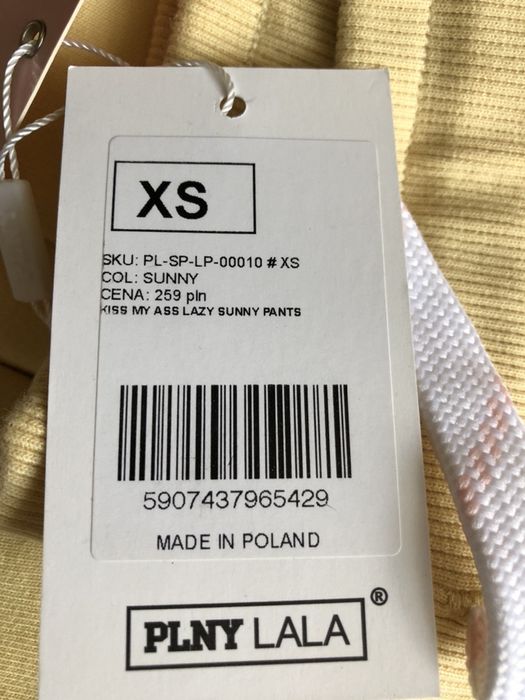 XS
SKU: PL-SP-LP-00010 # XS
COL: SUNNY
CENA: 259 pln
KISS MY ASS LAZY SUNNY PANTS
5907437965429
MADE IN POLAND
PLNY LALA ®